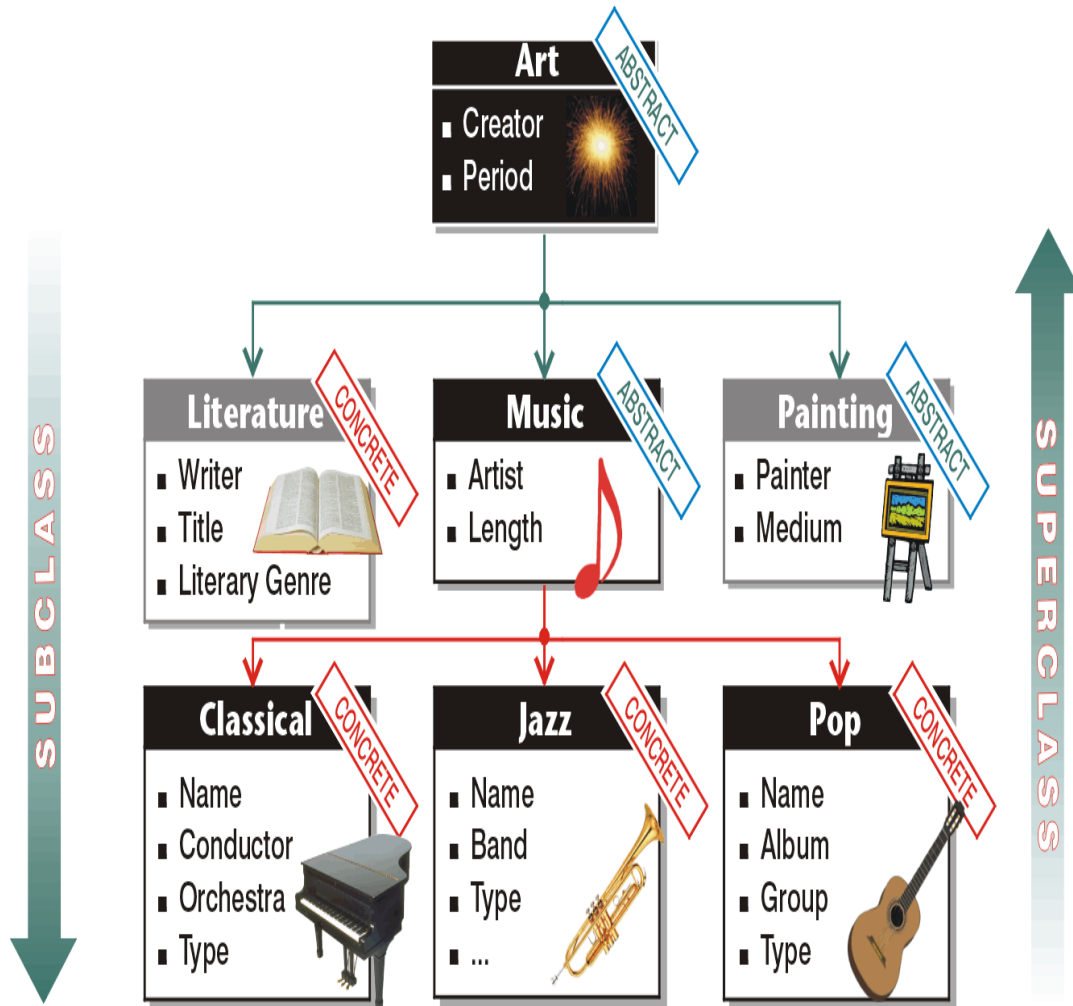 Art
ABSTRACT
▪ Creator
▪ Period
SUBCLASS
SUPERCLASS
Literature
CONCRETE
▪ Writer
▪ Title
▪ Literary Genre
Music
ABSTRACT
▪ Artist
▪ Length
Painting
ABSTRACT
▪ Painter
▪ Medium
Classical
CONCRETE
▪ Name
▪ Conductor
▪ Orchestra
▪ Type
Jazz
CONCRETE
▪ Name
▪ Band
▪ Type
▪ ...
Pop
CONCRETE
▪ Name
▪ Album
▪ Group
▪ Type